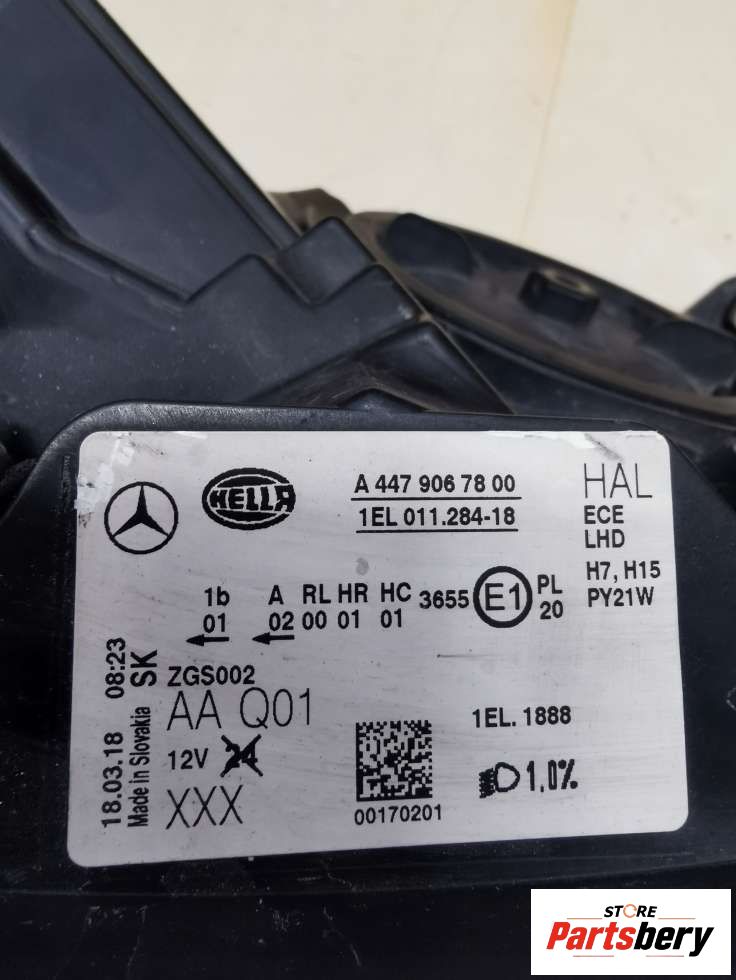 HELLA
A 447 906 78 00
1EL 011.284-18
HAL
ECE
LHD
H7, H15
PY21W
1b A RL HR HC 3655 E1 PL
01 02 00 01 01 20
ZGS002
AA Q01
12V 24
XXX
00170201
1EL. 1888
1,0%
18.03.18 08:23
Made in Slovakia SK
STORE
Partsbery